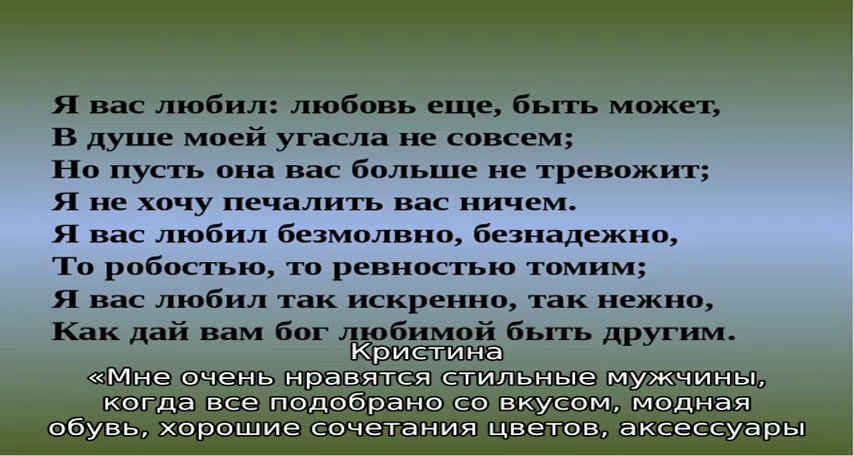 Я вас любил: любовь еще, быть может,
В душе моей угасла не совсем;
Но пусть она вас больше не тревожит;
Я не хочу печалить вас ничем.
Я вас любил безмолвно, безнадежно,
То робостью, то ревностью томим;
Я вас любил так искренно, так нежно,
Как дай вам бог любимой быть другим.
Кристина
«Мне очень нравятся стильные мужчины,
когда все подобрано со вкусом, модная
обувь, хорошие сочетания цветов, аксессуары